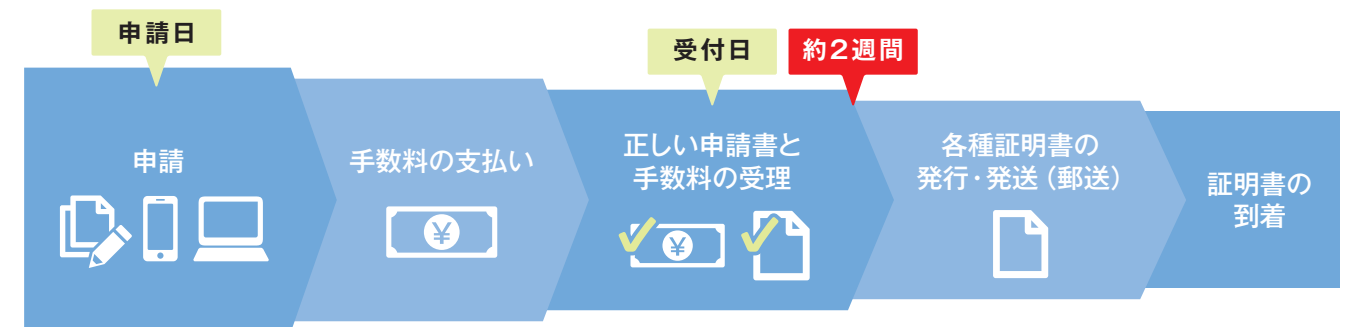 申請日
受付日
約2週間
申請
手数料の支払い
¥
正しい申請書と
手数料の受理
¥
各種証明書の
発行・発送（郵送）
証明書の
到着